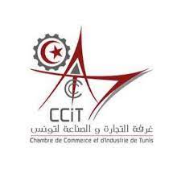 CCiT
غرفة التجارة و الصناعة لتونس
Chambre de Commerce et d'Industrie de Tunis